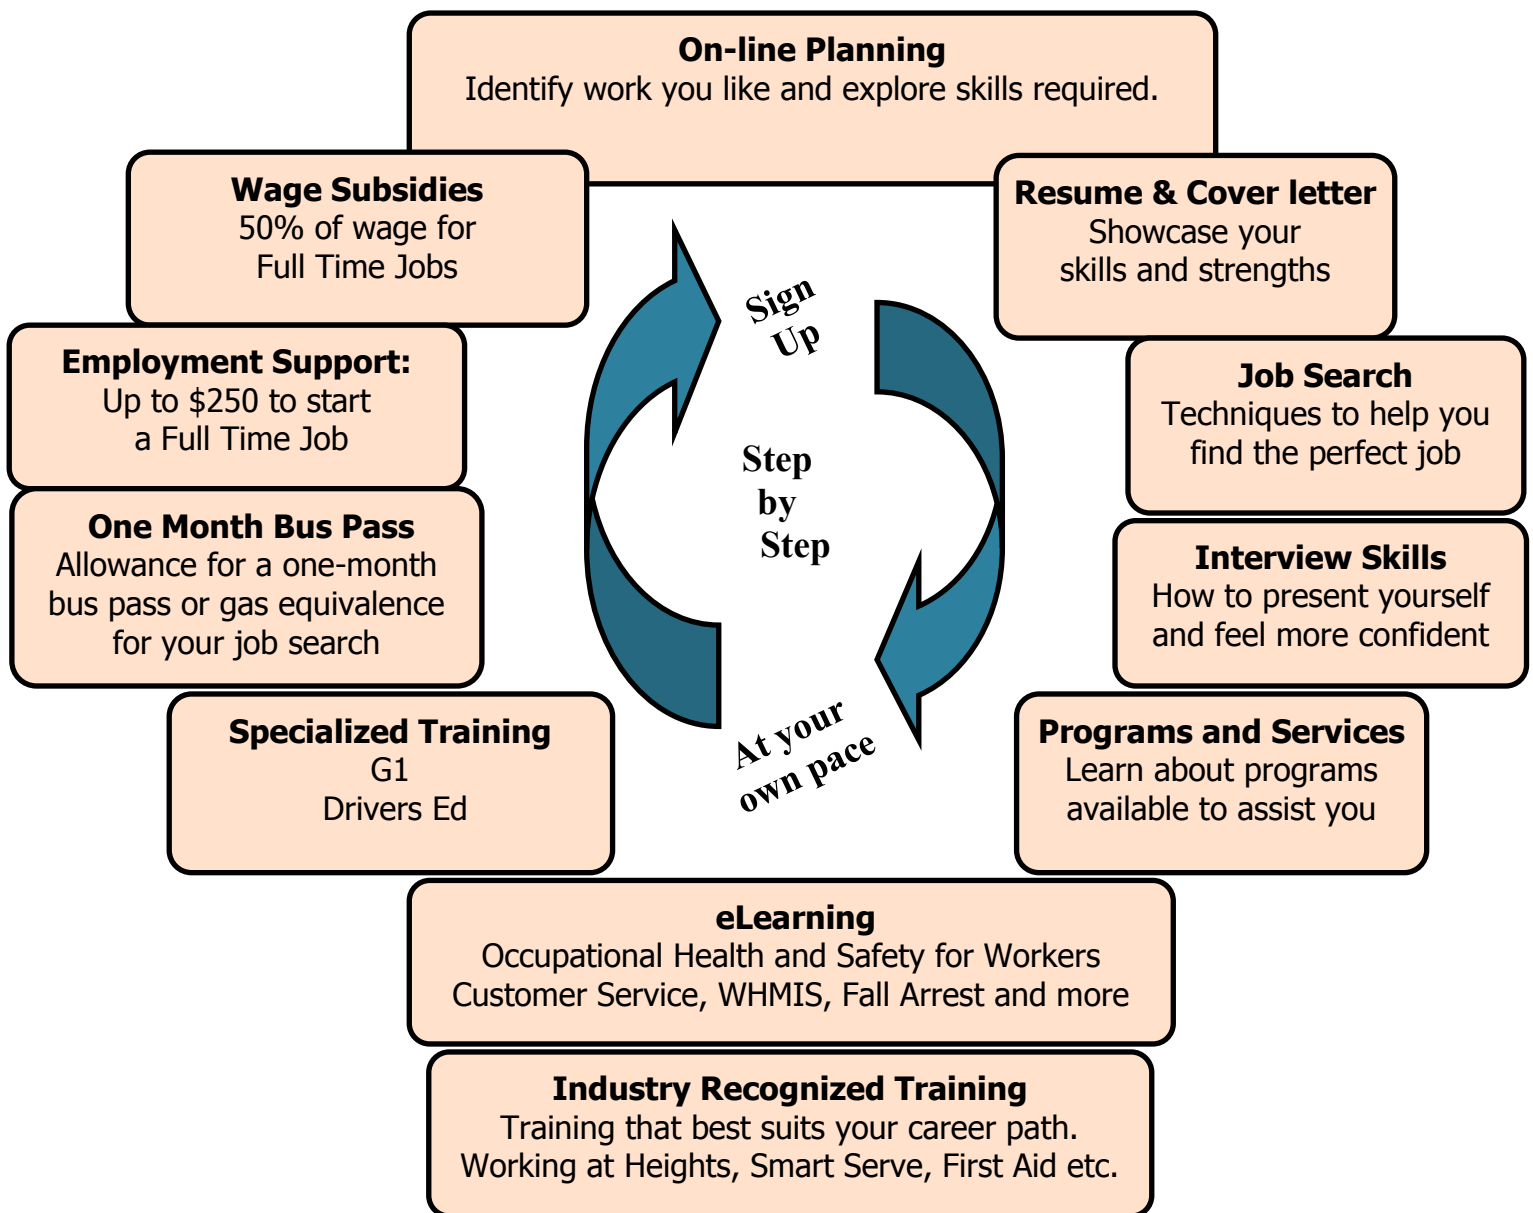 On-line Planning
Identify work you like and explore skills required.
Resume & Cover letter
Showcase your
skills and strengths
Job Search
Techniques to help you
find the perfect job
Interview Skills
How to present yourself
and feel more confident
Programs and Services
Learn about programs
available to assist you
eLearning
Occupational Health and Safety for Workers
Customer Service, WHMIS, Fall Arrest and more
Industry Recognized Training
Training that best suits your career path.
Working at Heights, Smart Serve, First Aid etc.
Specialized Training
G1
Drivers Ed
One Month Bus Pass
Allowance for a one-month
bus pass or gas equivalence
for your job search
Employment Support:
Up to $250 to start
a Full Time Job
Wage Subsidies
50% of wage for
Full Time Jobs
Sign
Up
Step
by
Step
At your
own pace